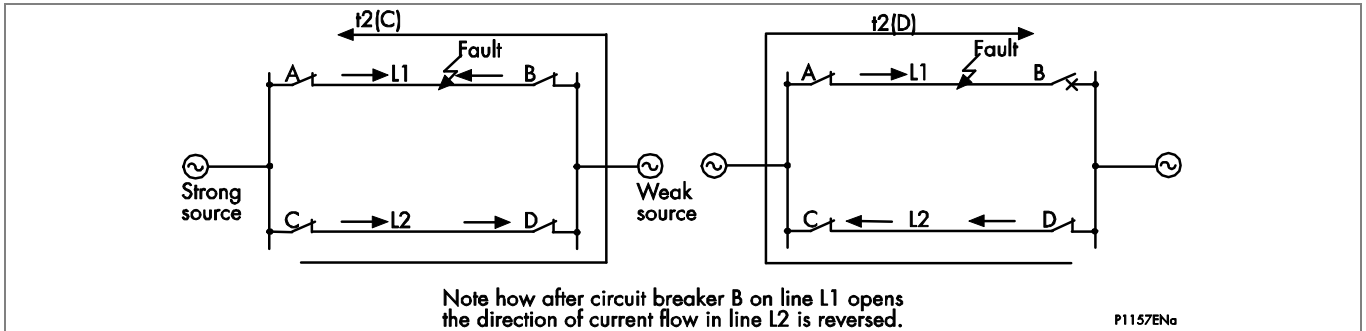 t2(C)
Fault
A L1 B
Strong
source
Weak
source
C L2 D
t2(D)
Fault
A L1 B
C L2 D
Note how after circuit breaker B on line L1 opens
the direction of current flow in line L2 is reversed.
P1157ENa